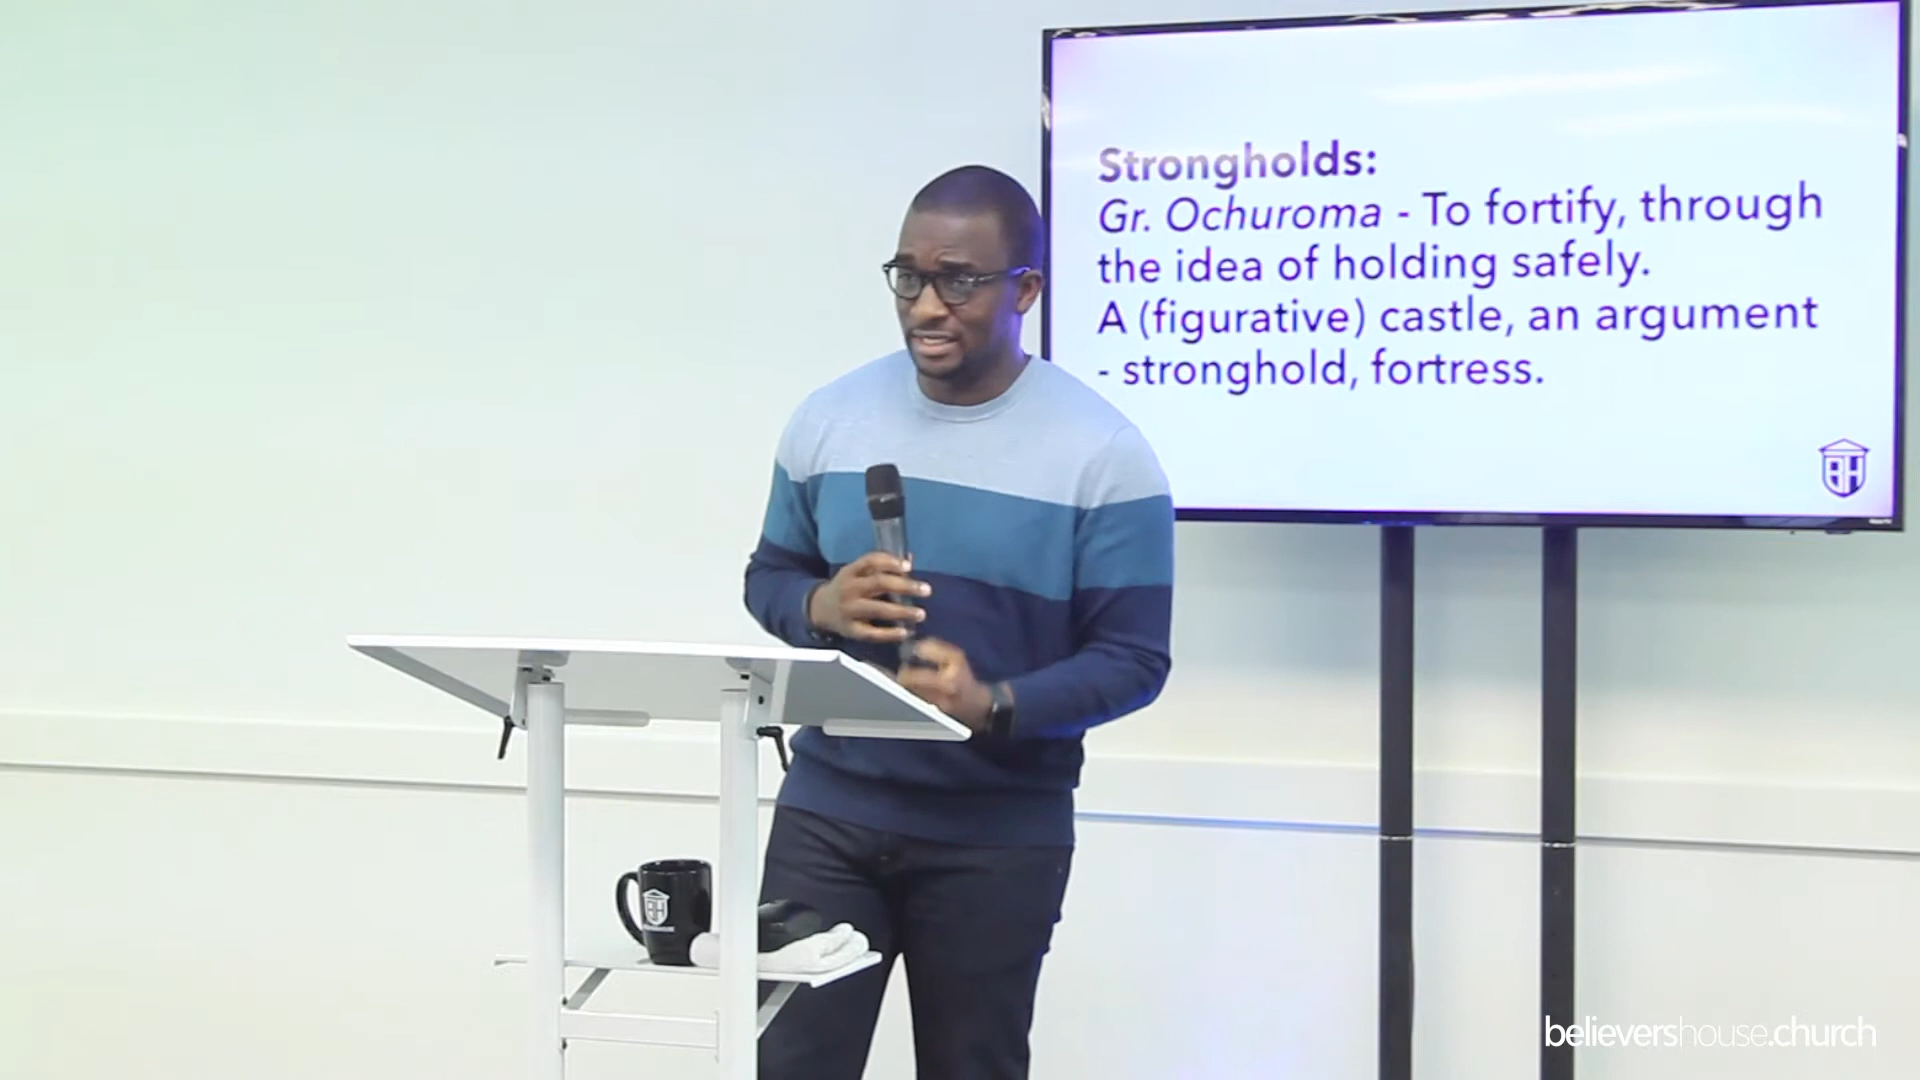 Strongholds:
Gr. Ochuroma - To fortify, through
the idea of holding safely.
A (figurative) castle, an argument
- stronghold, fortress.
BH
BH
believershouse.church